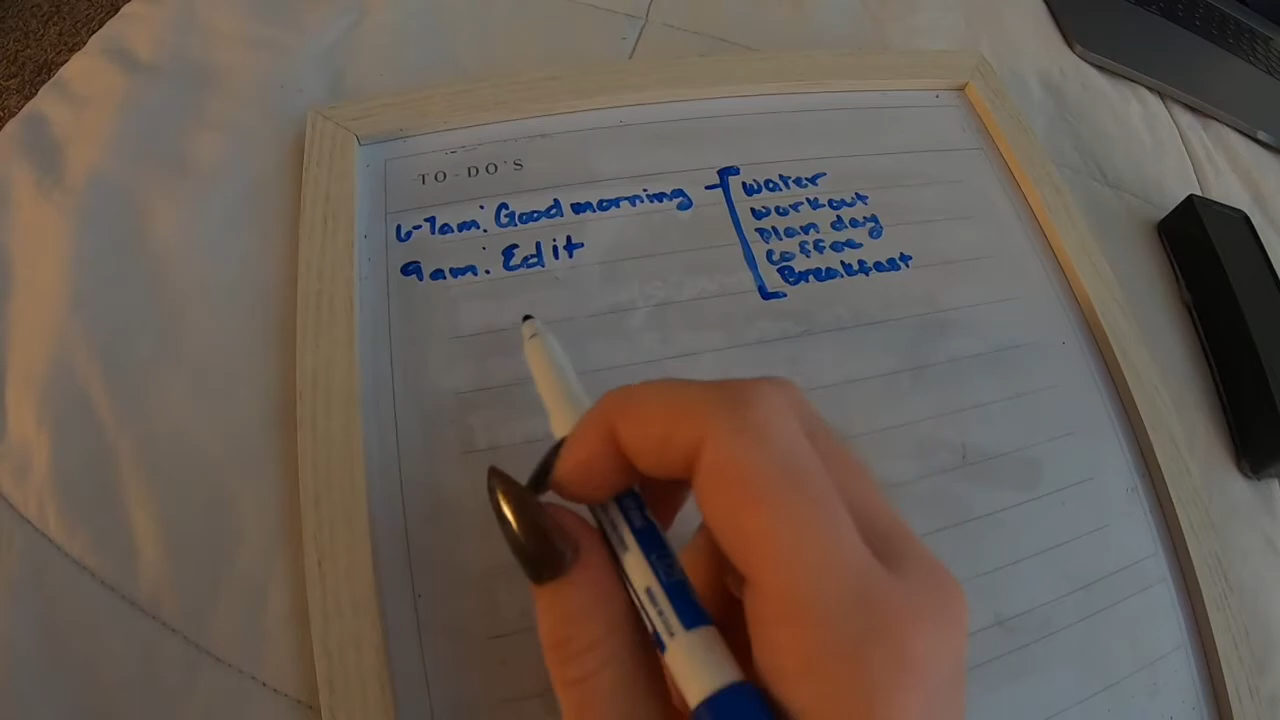 TO-DO'S
6-7am: Good morning
water
workout
Plan day
coffee
Breakfast
9am: Edit